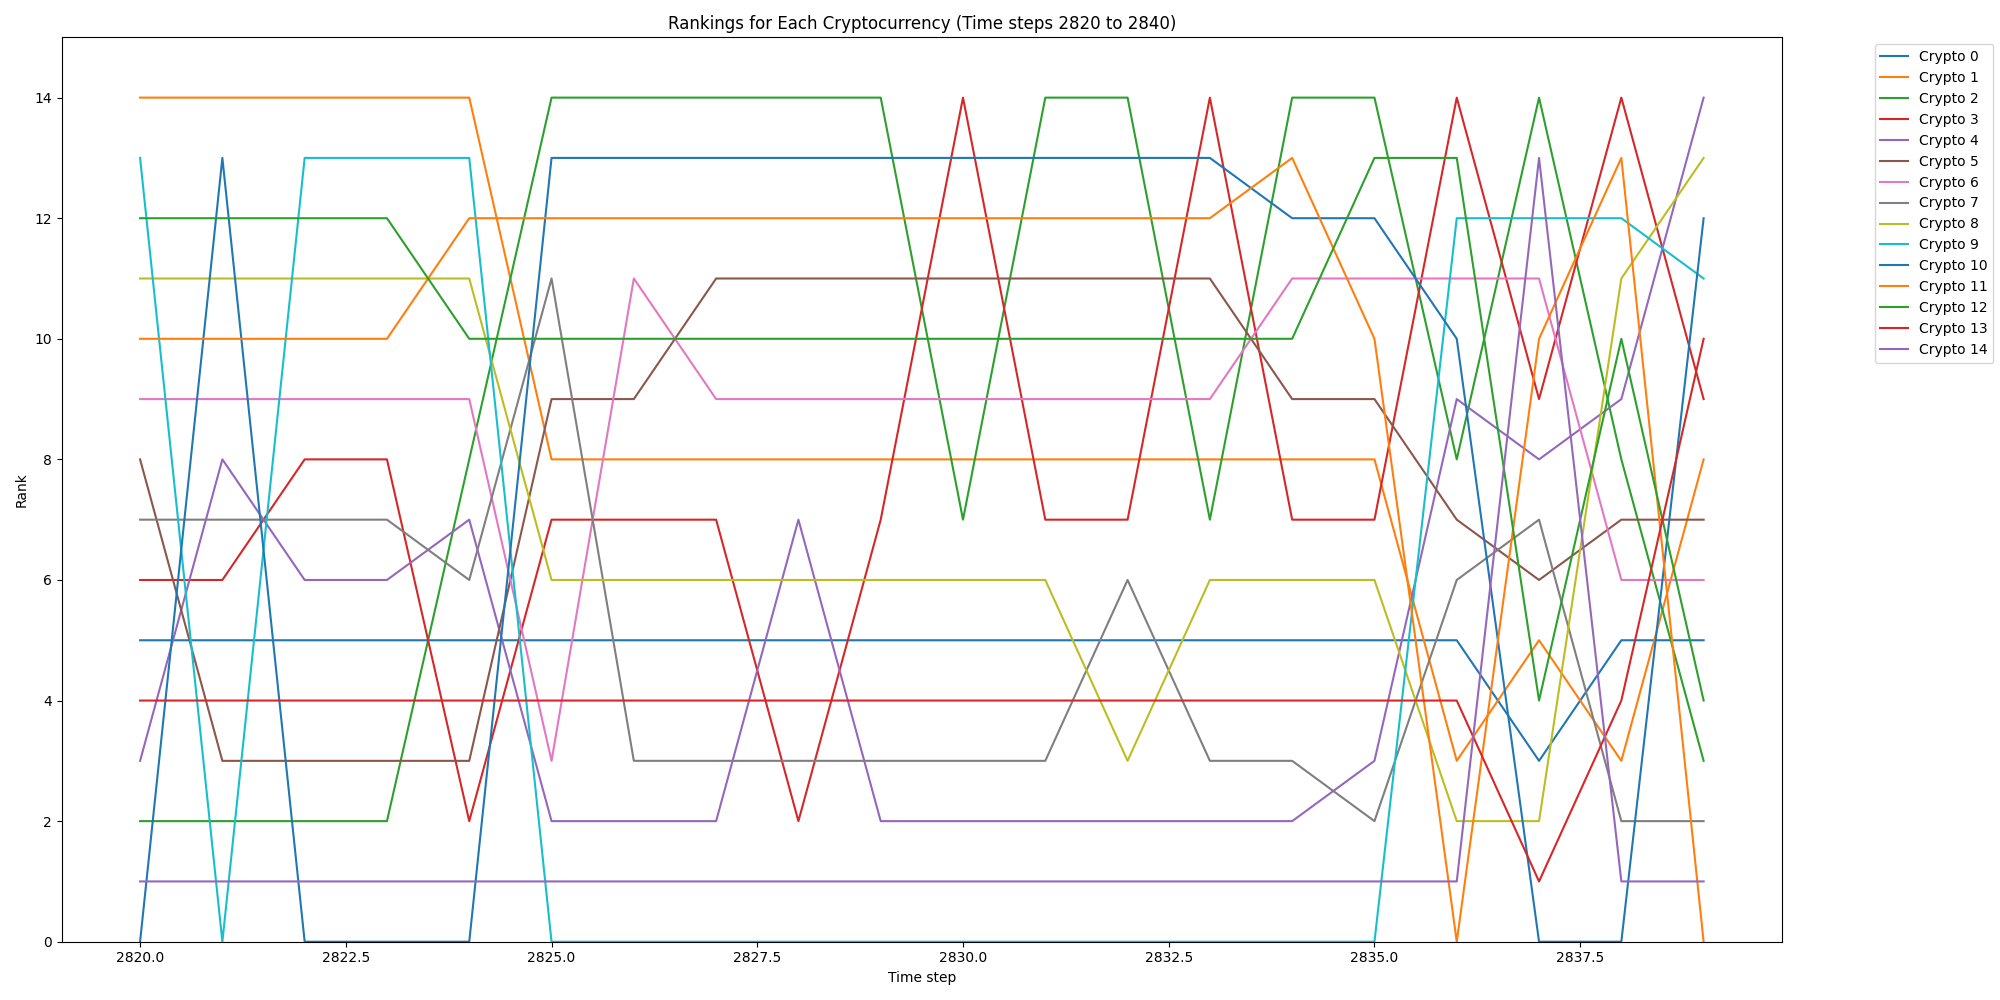 Rankings for Each Cryptocurrency (Time steps 2820 to 2840)
Rank
14
12
10
8
6
4
2
0
2820.0 2822.5 2825.0 2827.5 2830.0 2832.5 2835.0 2837.5
Time step
Crypto 0
Crypto 1
Crypto 2
Crypto 3
Crypto 4
Crypto 5
Crypto 6
Crypto 7
Crypto 8
Crypto 9
Crypto 10
Crypto 11
Crypto 12
Crypto 13
Crypto 14